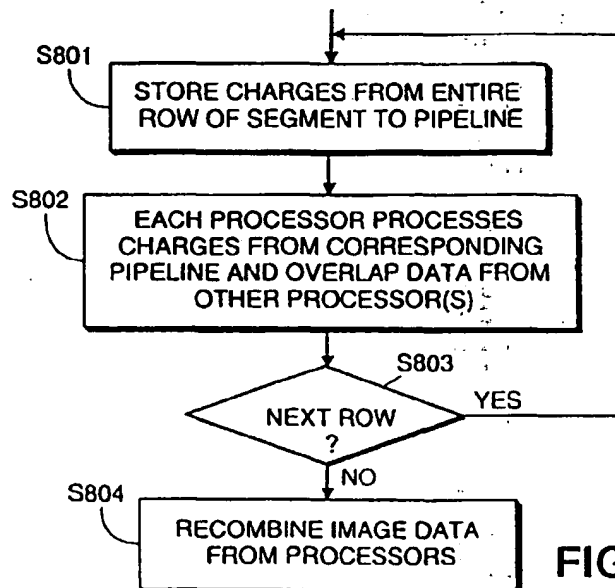 S801
STORE CHARGES FROM ENTIRE
ROW OF SEGMENT TO PIPELINE
S802
EACH PROCESSOR PROCESSES
CHARGES FROM CORRESPONDING
PIPELINE AND OVERLAP DATA FROM
OTHER PROCESSOR(S)
S803
NEXT ROW
?
YES
NO
S804
RECOMBINE IMAGE DATA
FROM PROCESSORS
FIG